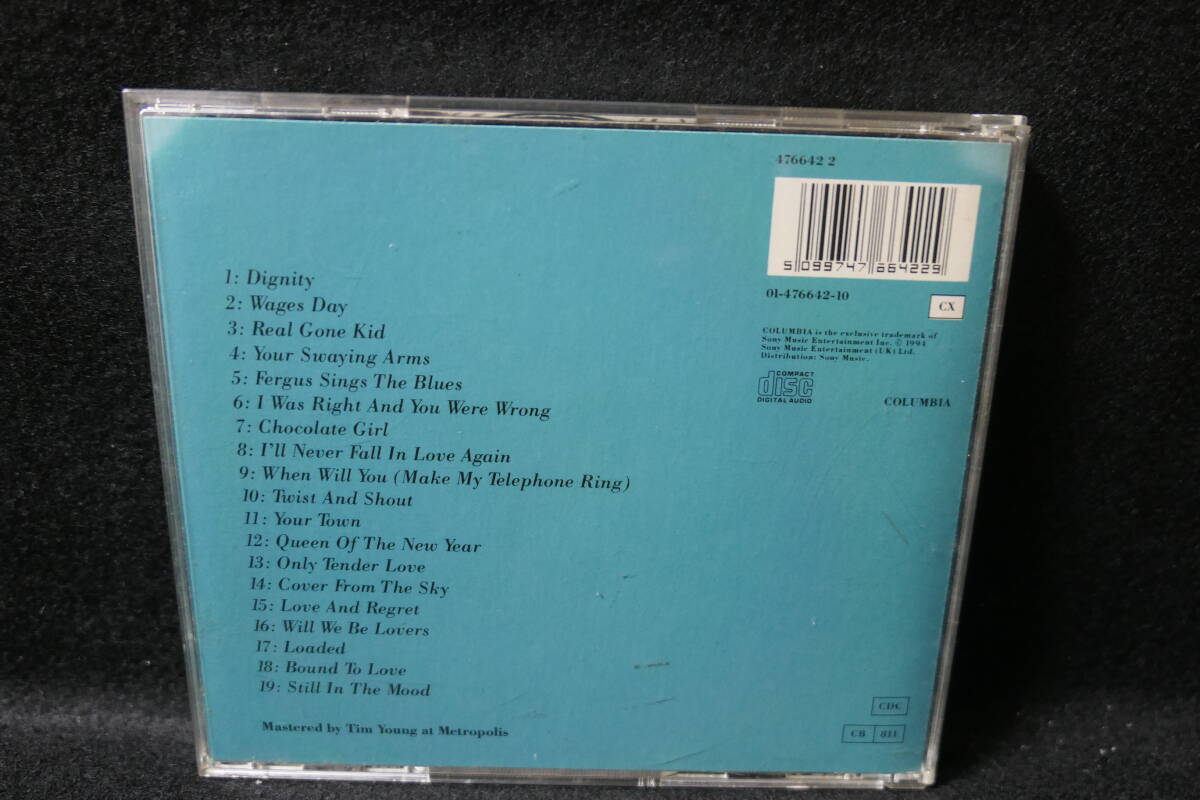 476642 2
5 099747 664229
01-476642-10
CX
COLUMBIA is the exclusive trademark of
Sony Music Entertainment Inc. © 1994
Sony Music Entertainment (UK) Ltd.
Distribution: Sony Music.
COMPACT
disc
DIGITAL AUDIO
COLUMBIA
1: Dignity
2: Wages Day
3: Real Gone Kid
4: Your Swaying Arms
5: Fergus Sings The Blues
6: I Was Right And You Were Wrong
7: Chocolate Girl
8: I'll Never Fall In Love Again
9: When Will You (Make My Telephone Ring)
10: Twist And Shout
11: Your Town
12: Queen Of The New Year
13: Only Tender Love
14: Cover From The Sky
15: Love And Regret
16: Will We Be Lovers
17: Loaded
18: Bound To Love
19: Still In The Mood
Mastered by Tim Young at Metropolis
CDC
CB 811